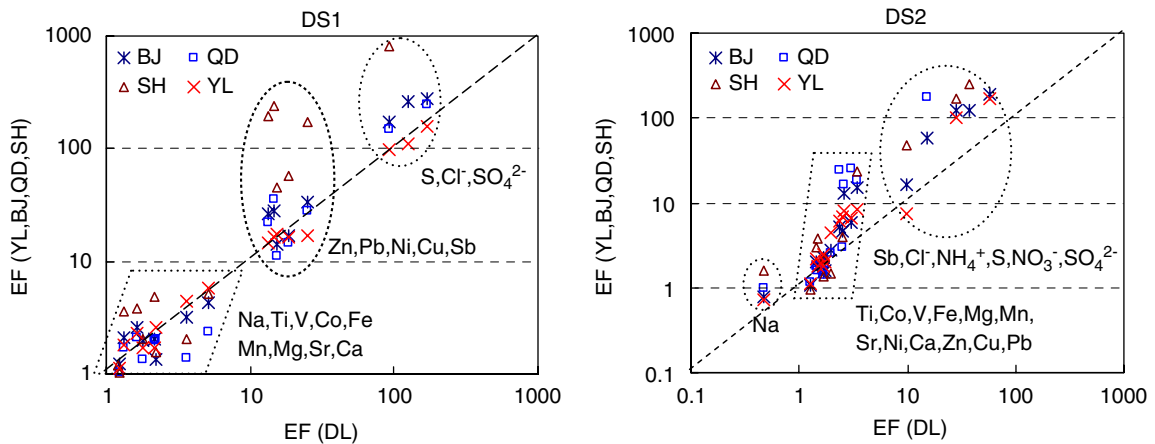 DS1
EF (YL,BJ,QD,SH)
1000
100
10
1
BJ QD
SH YL
S,Cl⁻,SO₄²⁻
Zn,Pb,Ni,Cu,Sb
Na,Ti,V,Co,Fe
Mn,Mg,Sr,Ca
1 10 100 1000
EF (DL)
DS2
EF (YL,BJ,QD,SH)
1000
100
10
1
0.1
BJ QD
SH YL
Sb,Cl⁻,NH₄⁺,S,NO₃⁻,SO₄²⁻
Na
Ti,Co,V,Fe,Mg,Mn,
Sr,Ni,Ca,Zn,Cu,Pb
0.1 1 10 100 1000
EF (DL)